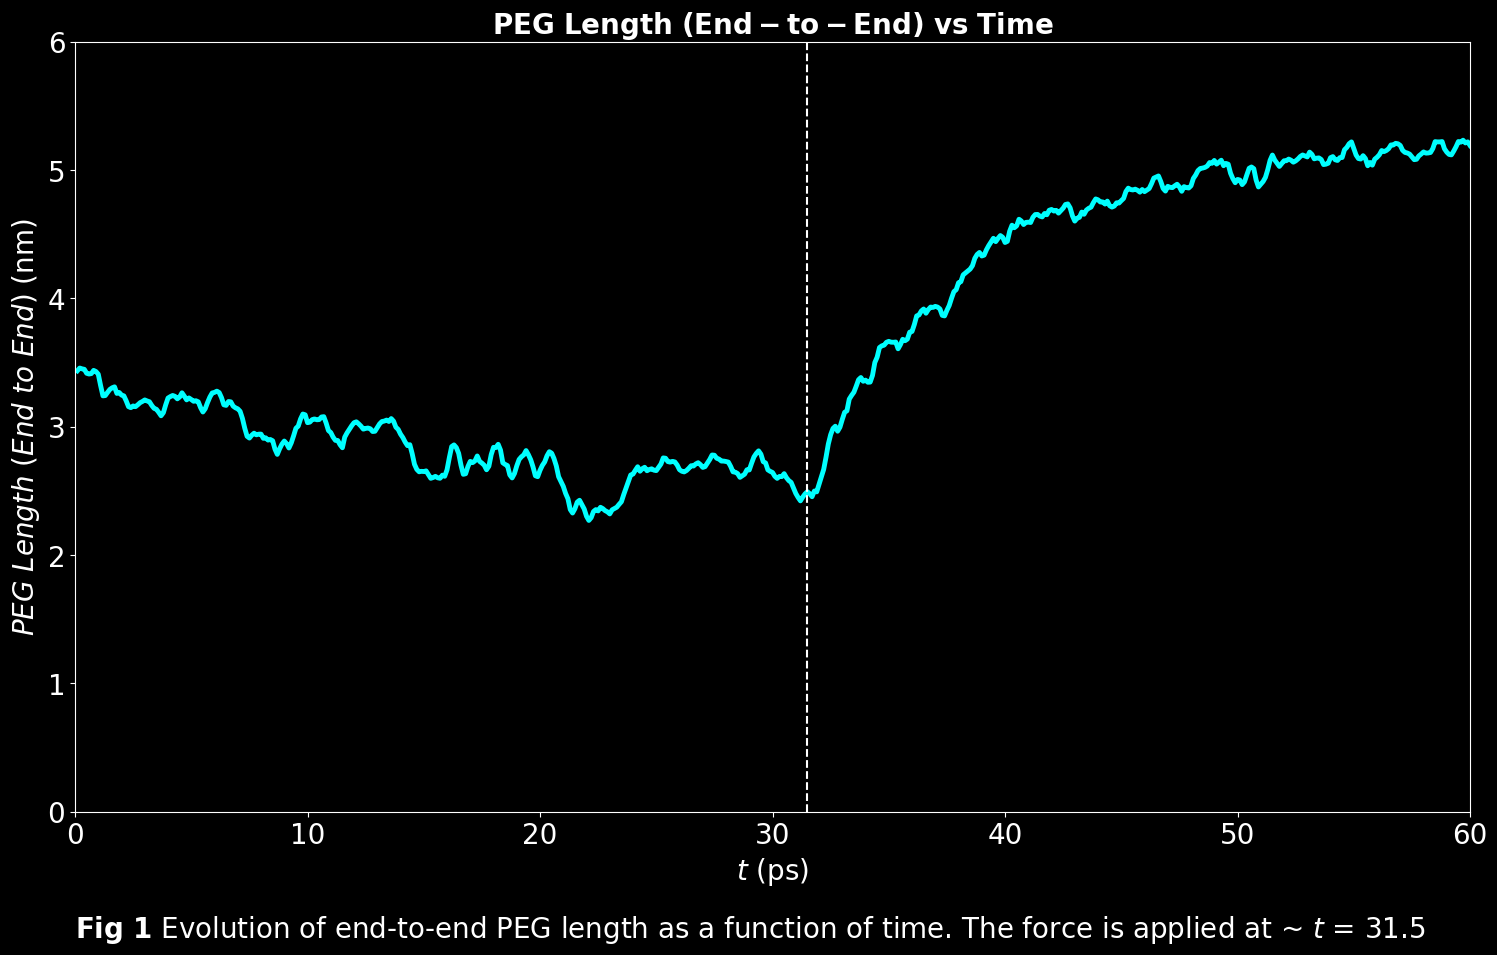 PEG Length (End – to – End) vs Time
6
5
4
3
2
1
0
PEG Length (End to End) (nm)
0 10 20 30 40 50 60
t (ps)
Fig 1 Evolution of end-to-end PEG length as a function of time. The force is applied at ~ t = 31.5